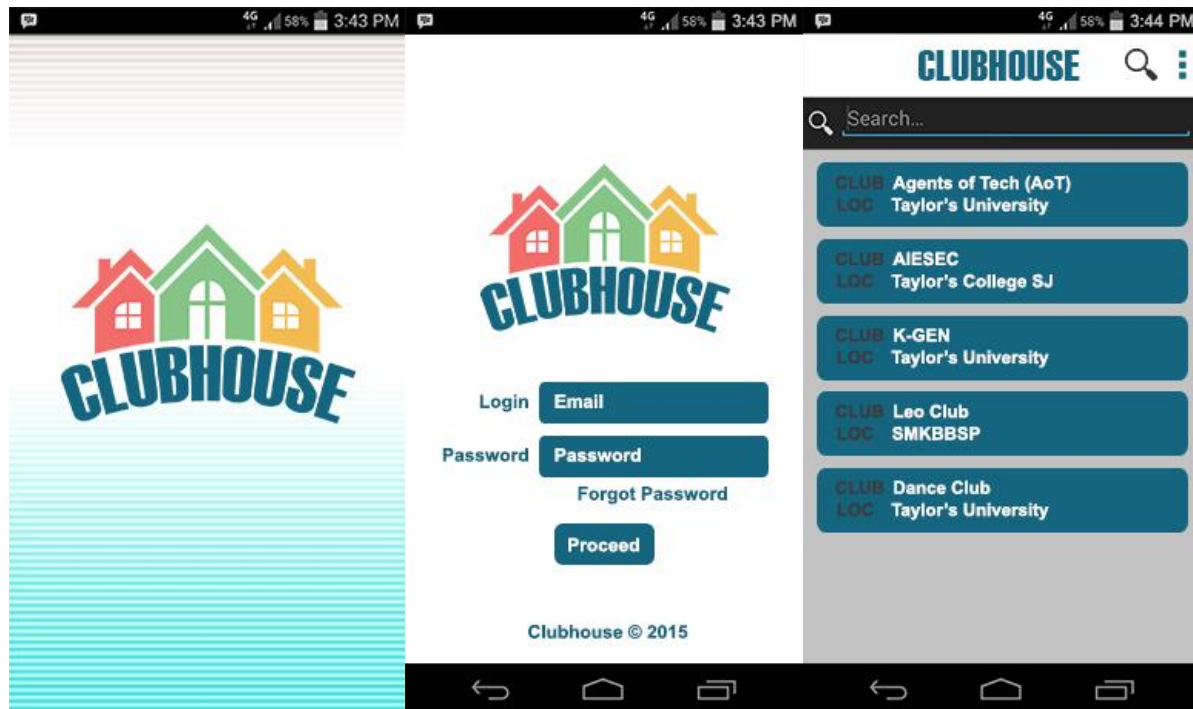 4G 58% 3:43 PM
CLUBHOUSE
4G 58% 3:43 PM
CLUBHOUSE
Login Email
Password Password
Forgot Password
Proceed
Clubhouse © 2015
4G 58% 3:44 PM
CLUBHOUSE
Search...
CLUB Agents of Tech (AoT)
LOC Taylor's University
CLUB AIESEC
LOC Taylor's College SJ
CLUB K-GEN
LOC Taylor's University
CLUB Leo Club
LOC SMKBBSP
CLUB Dance Club
LOC Taylor's University